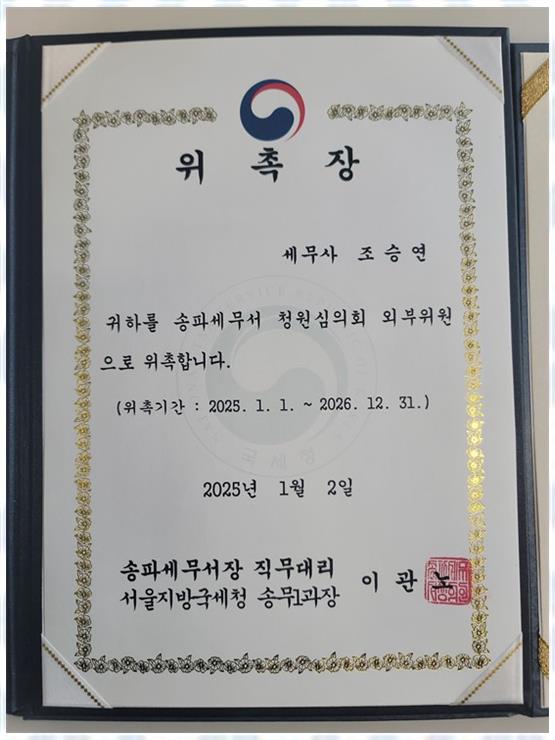 위 촉 장
세무사 조승연
귀하를 송파세무서 청원심의회 외부위원
으로 위촉합니다.
(위촉기간 : 2025. 1. 1. ~ 2026. 12. 31.)
국세청
2025년 1월 2일
송파세무서장 직무대리
서울지방국세청 송무1과장 이 관 노